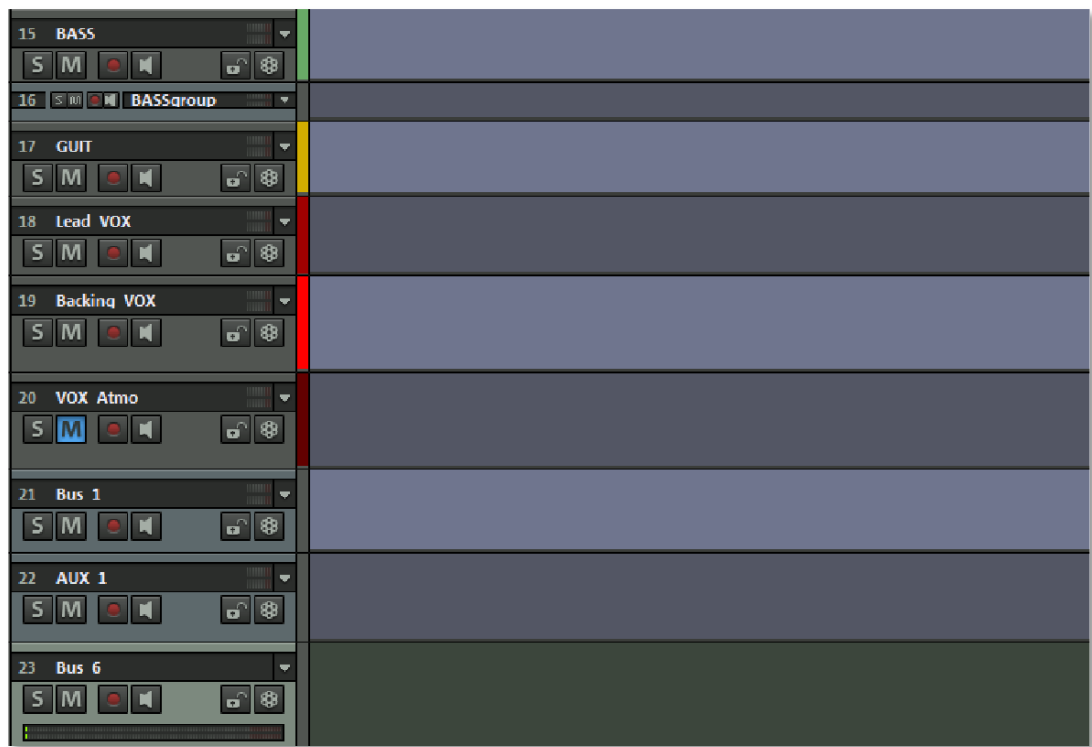 15 BASS
S M
16 S M BASSgroup
17 GUIT
S M
18 Lead VOX
S M
19 Backing VOX
S M
20 VOX Atmo
S M
21 Bus 1
S M
22 AUX 1
S M
23 Bus 6
S M